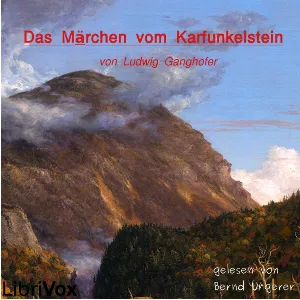 Das Märchen vom Karfunkelstein
von Ludwig Ganghofer
gelesen von
Bernd Ungerer
LibriVox